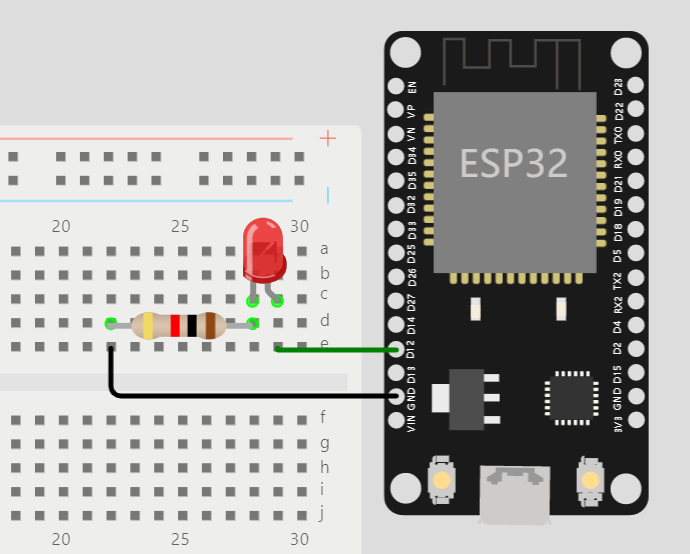 +
20 25 30
a
b
c
d
e
f
g
h
i
j
20 25 30
ESP32
EN
VP
VN
D34
D35
D32
D33
D25
D26
D27
D14
D12
D13
GND
VIN
D23
D22
TX0
RX0
D21
D19
D18
D5
TX2
RX2
D4
D2
D15
GND
3V3